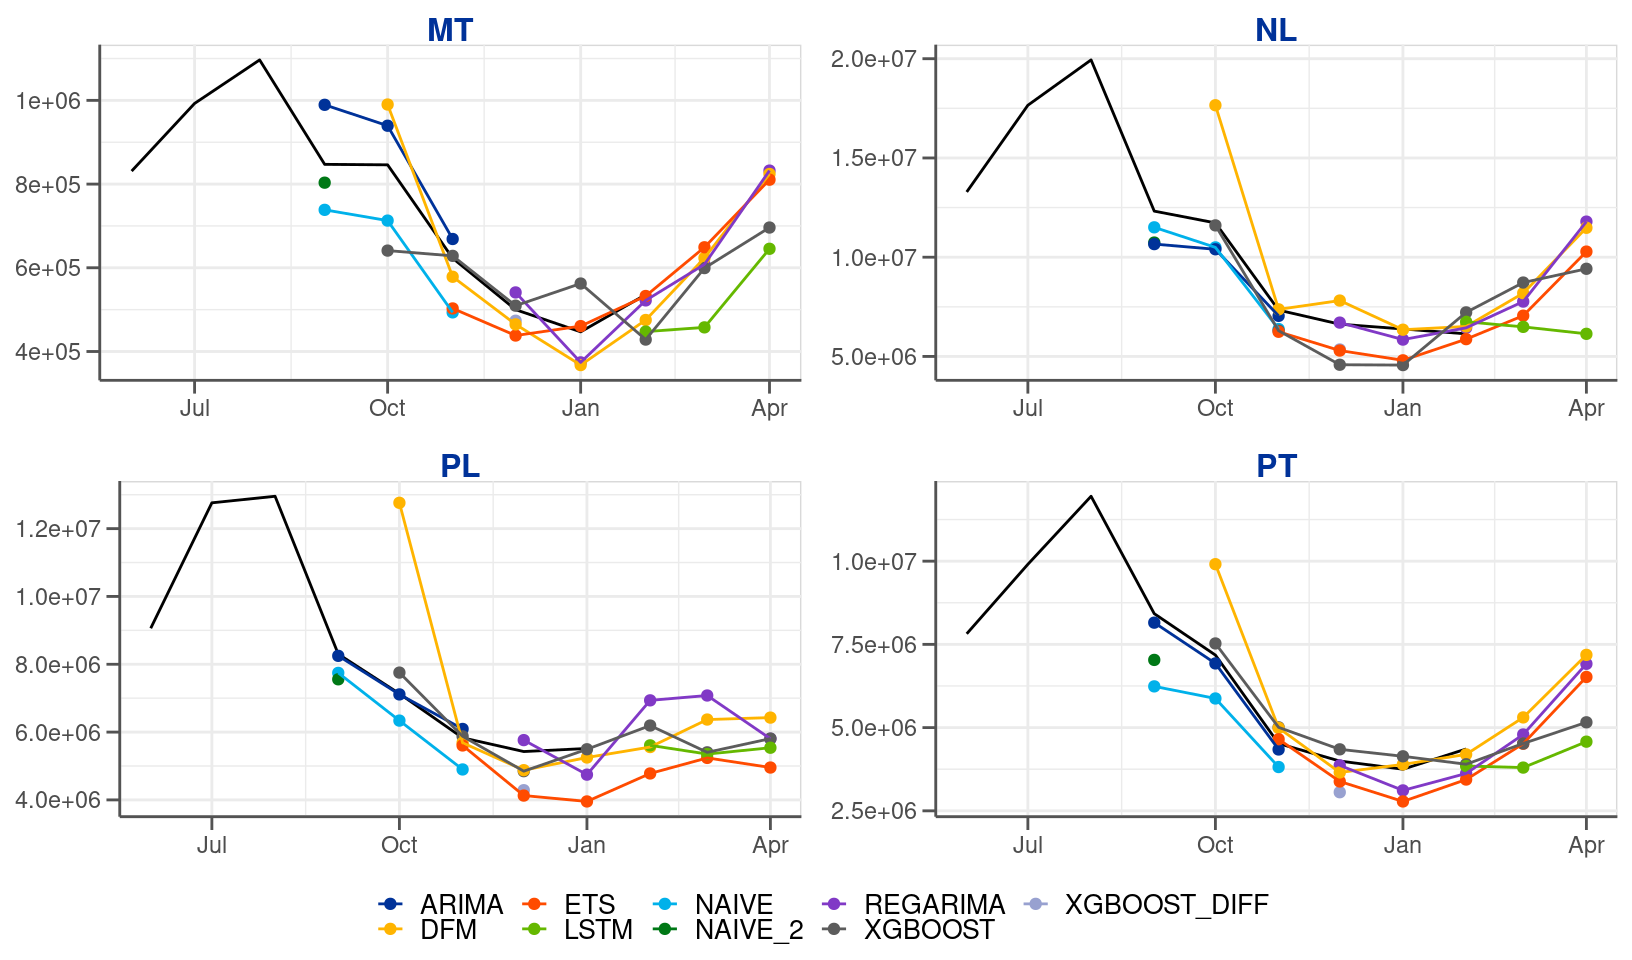 MT
NL
1e+06
8e+05
6e+05
4e+05
Jul Oct Jan Apr
2.0e+07
1.5e+07
1.0e+07
5.0e+06
Jul Oct Jan Apr
PL
PT
1.2e+07
1.0e+07
8.0e+06
6.0e+06
4.0e+06
Jul Oct Jan Apr
1.0e+07
7.5e+06
5.0e+06
2.5e+06
Jul Oct Jan Apr
ARIMA ETS NAIVE REGARIMA XGBOOST_DIFF
DFM LSTM NAIVE_2 XGBOOST